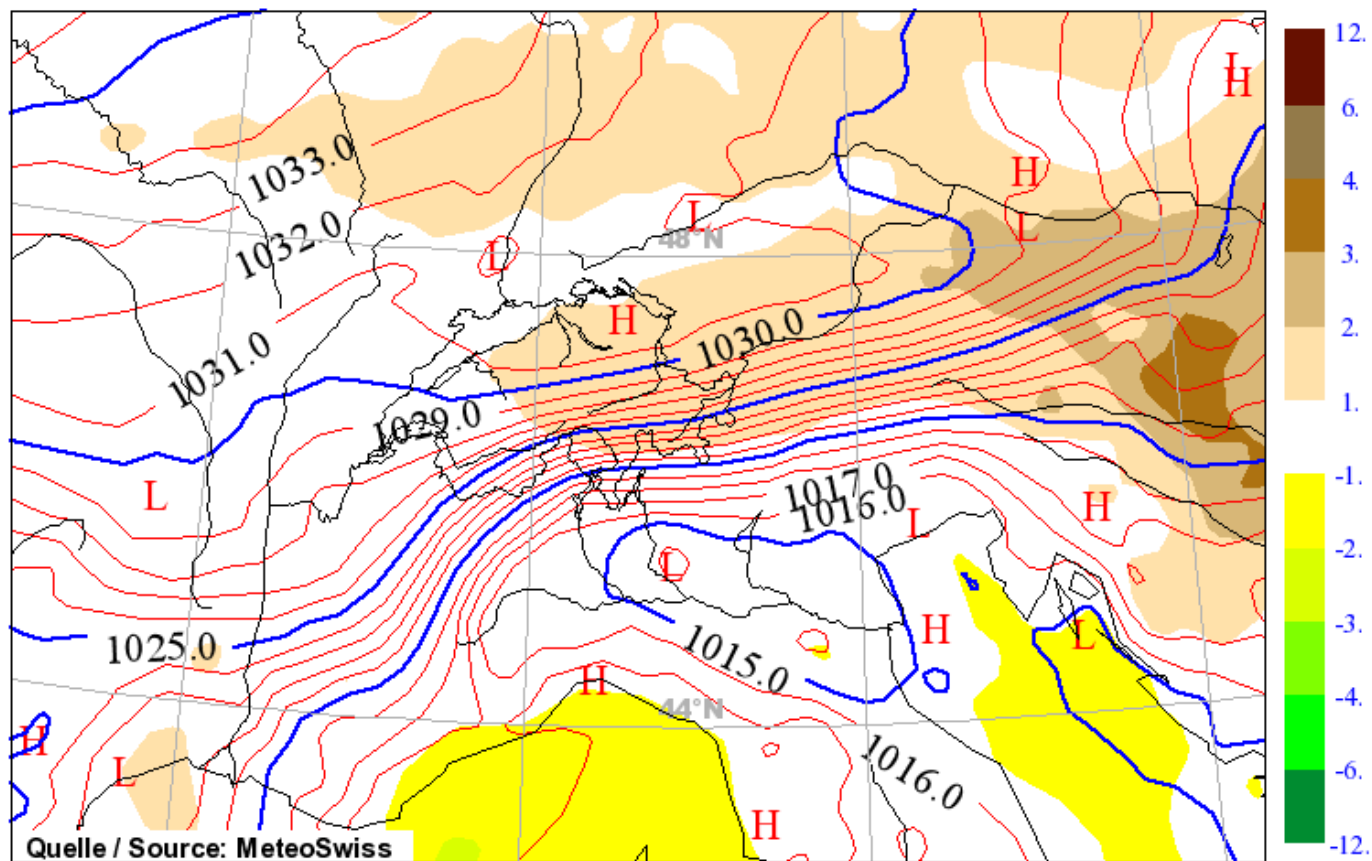 12.
L
H
6.
1033.0
H
4.
L
L
1032.0
48°N
L
3.
H
1030.0
2.
1031.0
1.
1029.0
-1.
1017.0
L
1016.0
H
L
-2.
L
H
-3.
L
1025.0
1015.0
H
-4.
44°N
H
1016.0
L
-6.
H
Quelle / Source: MeteoSwiss
-12.